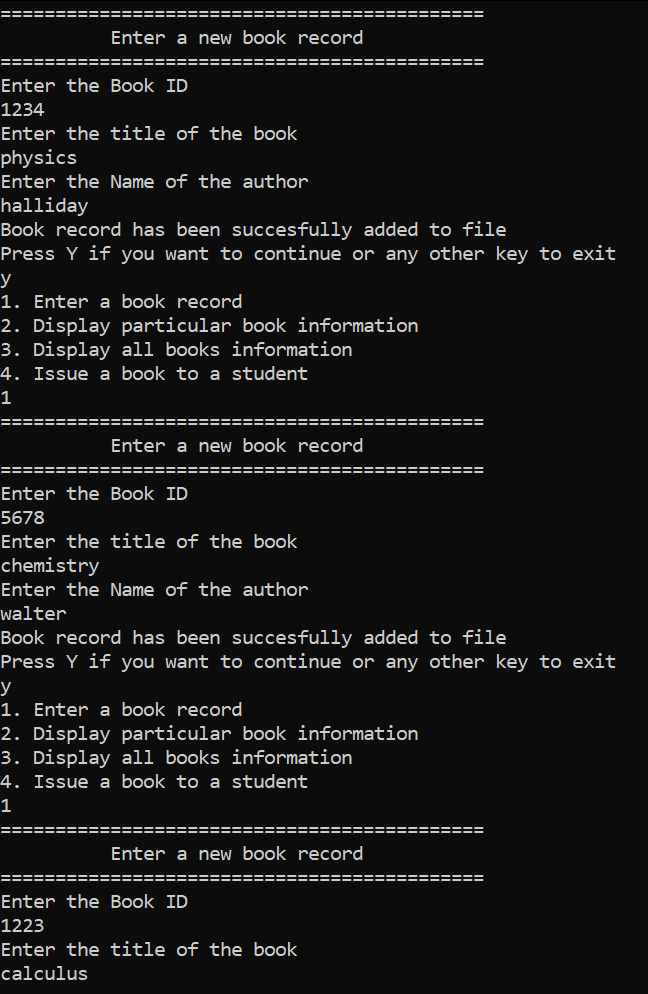 ============================================
Enter a new book record
============================================
Enter the Book ID
1234
Enter the title of the book
physics
Enter the Name of the author
halliday
Book record has been succesfully added to file
Press Y if you want to continue or any other key to exit
y
1. Enter a book record
2. Display particular book information
3. Display all books information
4. Issue a book to a student
1
============================================
Enter a new book record
============================================
Enter the Book ID
5678
Enter the title of the book
chemistry
Enter the Name of the author
walter
Book record has been succesfully added to file
Press Y if you want to continue or any other key to exit
y
1. Enter a book record
2. Display particular book information
3. Display all books information
4. Issue a book to a student
1
============================================
Enter a new book record
============================================
Enter the Book ID
1223
Enter the title of the book
calculus